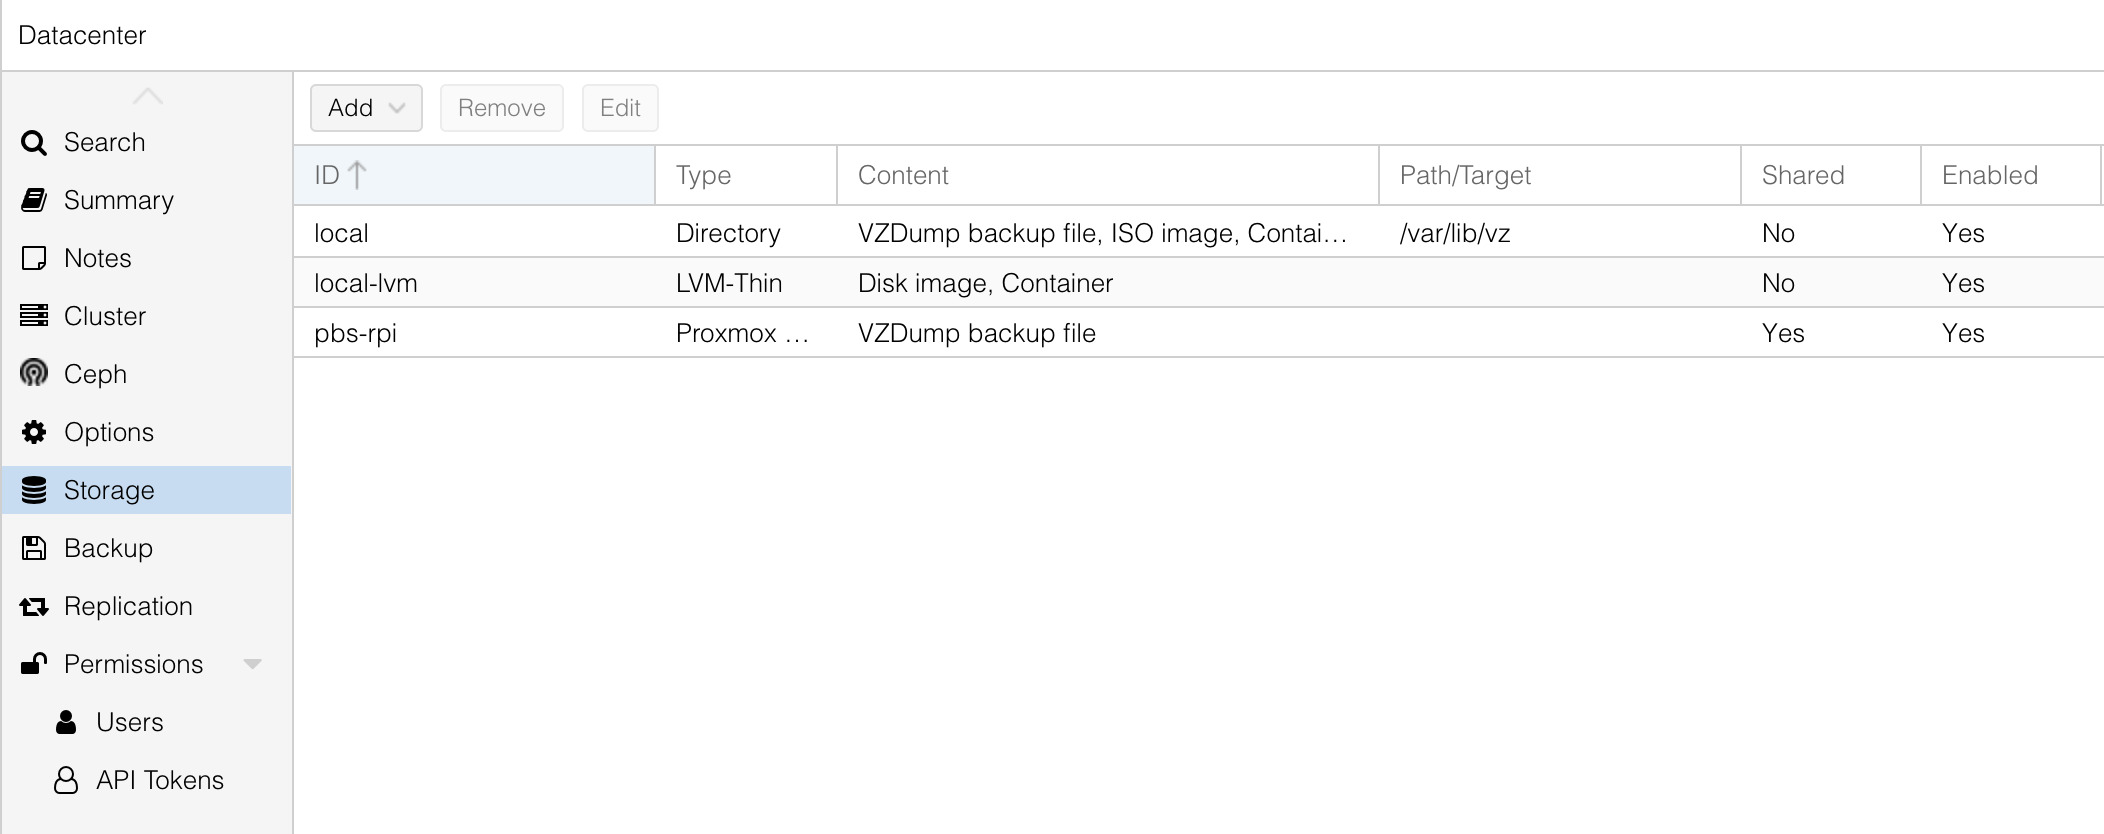 Datacenter
Add Remove Edit
Search
Summary
Notes
Cluster
Ceph
Options
Storage
Backup
Replication
Permissions
Users
API Tokens
ID Type Content Path/Target Shared Enabled
local Directory VZDump backup file, ISO image, Contai... /var/lib/vz No Yes
local-lvm LVM-Thin Disk image, Container No Yes
pbs-rpi Proxmox ... VZDump backup file Yes Yes